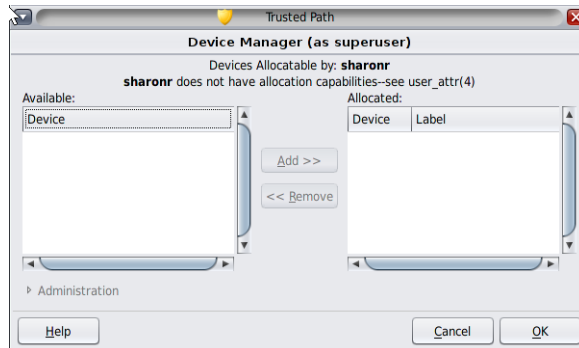 Trusted Path
Device Manager (as superuser)
Devices Allocatable by: sharonr
sharonr does not have allocation capabilities--see user_attr(4)
Available:
Allocated:
Device
Device Label
Add >>
<< Remove
Administration
Help
Cancel
OK